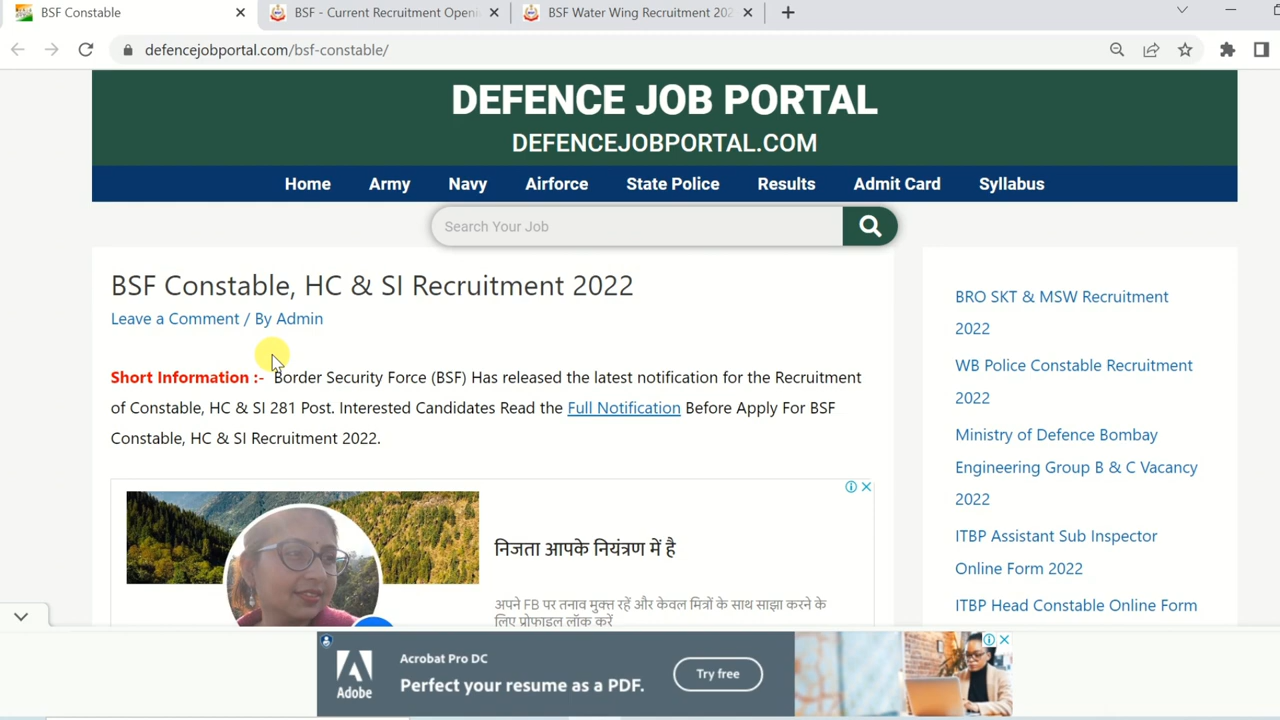 BSF Constable
BSF - Current Recruitment Openi
BSF Water Wing Recruitment 202
defencejobportal.com/bsf-constable/
DEFENCE JOB PORTAL
DEFENCEJOBPORTAL.COM
Home Army Navy Airforce State Police Results Admit Card Syllabus
Search Your Job
BSF Constable, HC & SI Recruitment 2022
Leave a Comment / By Admin
Short Information :- Border Security Force (BSF) Has released the latest notification for the Recruitment
of Constable, HC & SI 281 Post. Interested Candidates Read the Full Notification Before Apply For BSF
Constable, HC & SI Recruitment 2022.
निजता आपके नियंत्रण में है
अपने FB पर तनाव मुक्त रहें और केवल मित्रों के साथ साझा करने के
लिए प्रोफाइल लॉक करें
BRO SKT & MSW Recruitment
2022
WB Police Constable Recruitment
2022
Ministry of Defence Bombay
Engineering Group B & C Vacancy
2022
ITBP Assistant Sub Inspector
Online Form 2022
ITBP Head Constable Online Form
Adobe
Acrobat Pro DC
Perfect your resume as a PDF.
Try free